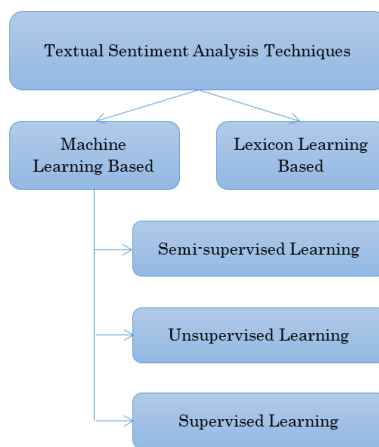 Textual Sentiment Analysis Techniques
Machine
Learning Based
Lexicon Learning
Based
Semi-supervised Learning
Unsupervised Learning
Supervised Learning